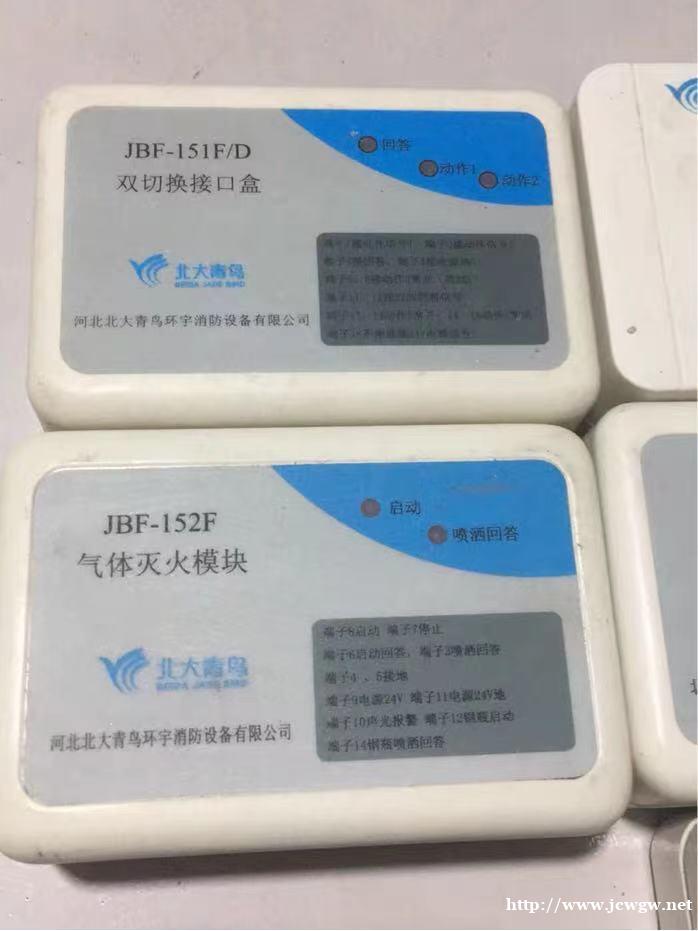 JBF-151F/D
双切换接口盒
回答
动作1
动作2
北大青鸟
BEIDA JADE BIRD
河北北大青鸟环宇消防设备有限公司
JBF-152F
气体灭火模块
启动
喷洒回答
北大青鸟
BEIDA JADE BIRD
河北北大青鸟环宇消防设备有限公司
端子8启动 端子7停止
端子6启动回答, 端子3喷洒回答
端子4 、5接地
端子9电源24V 端子11电源24V地
端子10声光报警 端子12钢瓶启动
端子14钢瓶喷洒回答
http://www.jcwgw.net